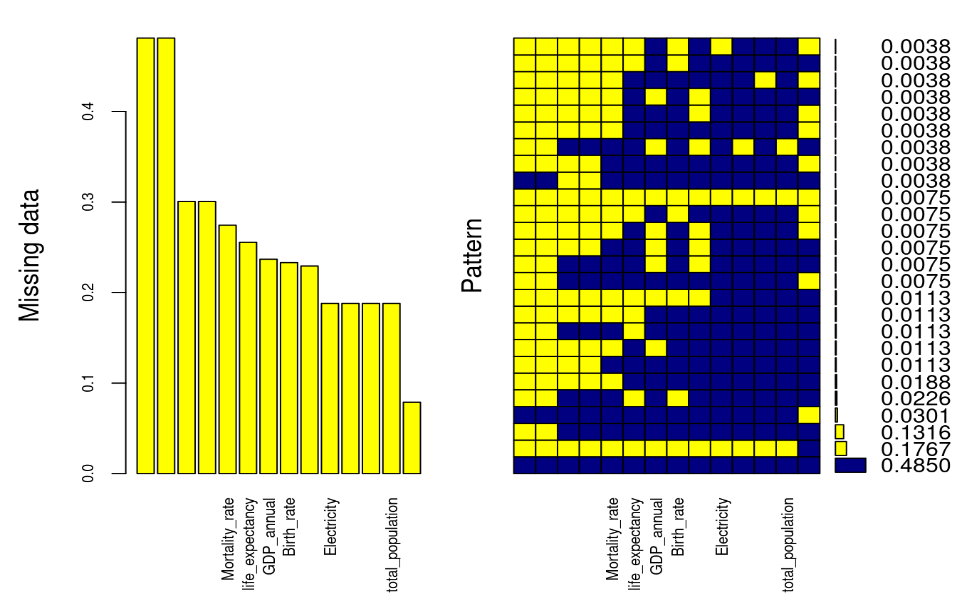 Missing data
0.4
0.3
0.2
0.1
0.0
Mortality_rate
life_expectancy
GDP_annual
Birth_rate
Electricity
total_population
Pattern
0.0038
0.0038
0.0038
0.0038
0.0038
0.0038
0.0038
0.0038
0.0038
0.0075
0.0075
0.0075
0.0075
0.0075
0.0075
0.0113
0.0113
0.0113
0.0113
0.0113
0.0188
0.0226
0.0301
0.1316
0.1767
0.4850
Mortality_rate
life_expectancy
GDP_annual
Birth_rate
Electricity
total_population